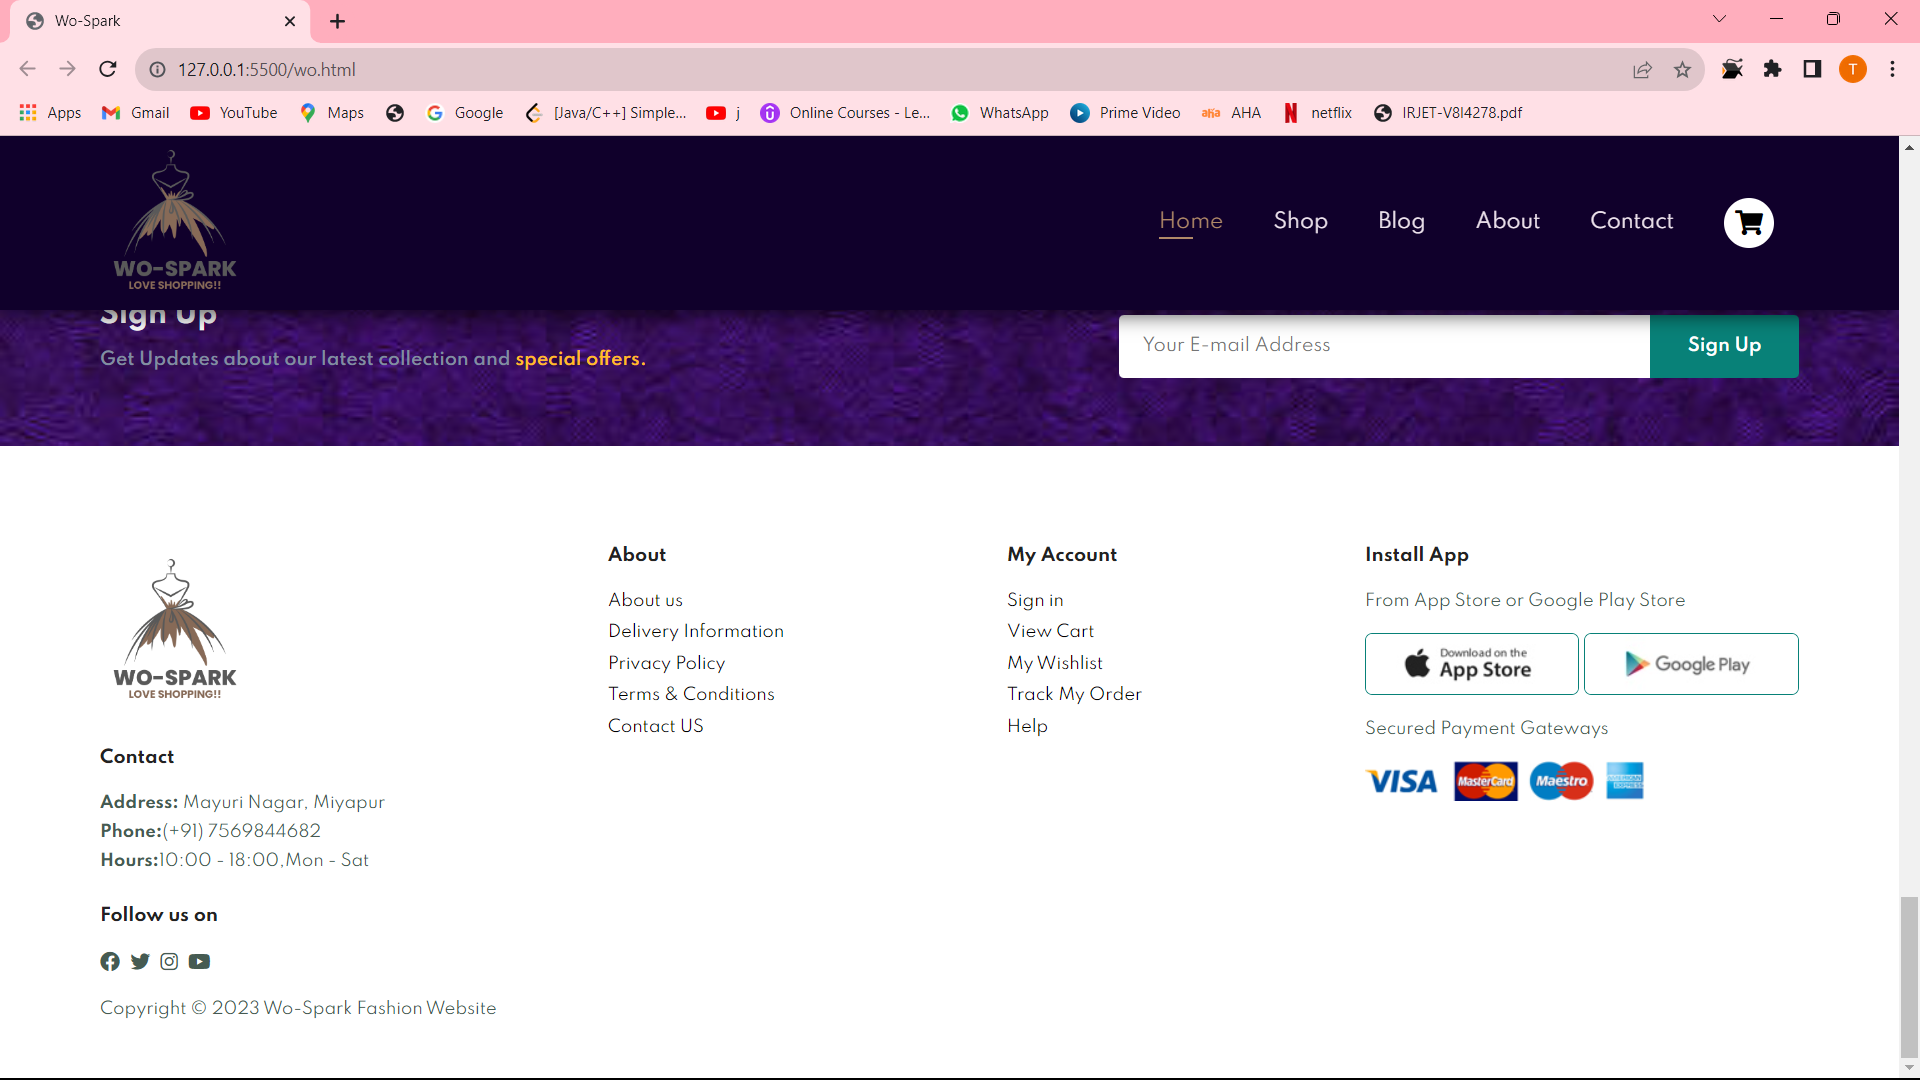 Wo-Spark
127.0.0.1:5500/wo.html
T
Apps Gmail YouTube Maps Google [Java/C++] Simple... j Online Courses - Le... WhatsApp Prime Video aha AHA netflix IRJET-V8I4278.pdf
WO-SPARK
LOVE SHOPPING!!
Home Shop Blog About Contact
Sign Up
Get Updates about our latest collection and special offers.
Your E-mail Address
Sign Up
WO-SPARK
LOVE SHOPPING!!
Contact
Address: Mayuri Nagar, Miyapur
Phone:(+91) 7569844682
Hours:10:00 - 18:00,Mon - Sat
Follow us on
Copyright © 2023 Wo-Spark Fashion Website
About
About us
Delivery Information
Privacy Policy
Terms & Conditions
Contact US
My Account
Sign in
View Cart
My Wishlist
Track My Order
Help
Install App
From App Store or Google Play Store
Download on the
App Store
Google Play
Secured Payment Gateways
VISA MasterCard Maestro
AMERICAN
EXPRESS